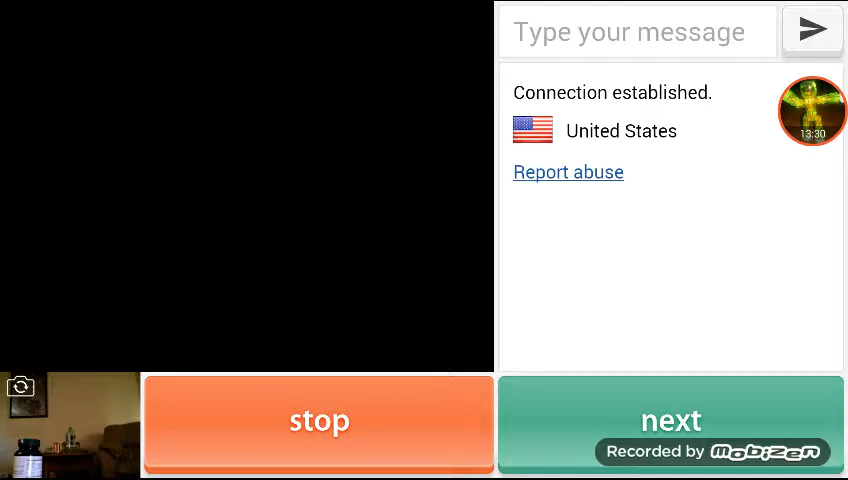 Type your message
Connection established.
United States
13:30
Report abuse
stop
next
Recorded by mobizen